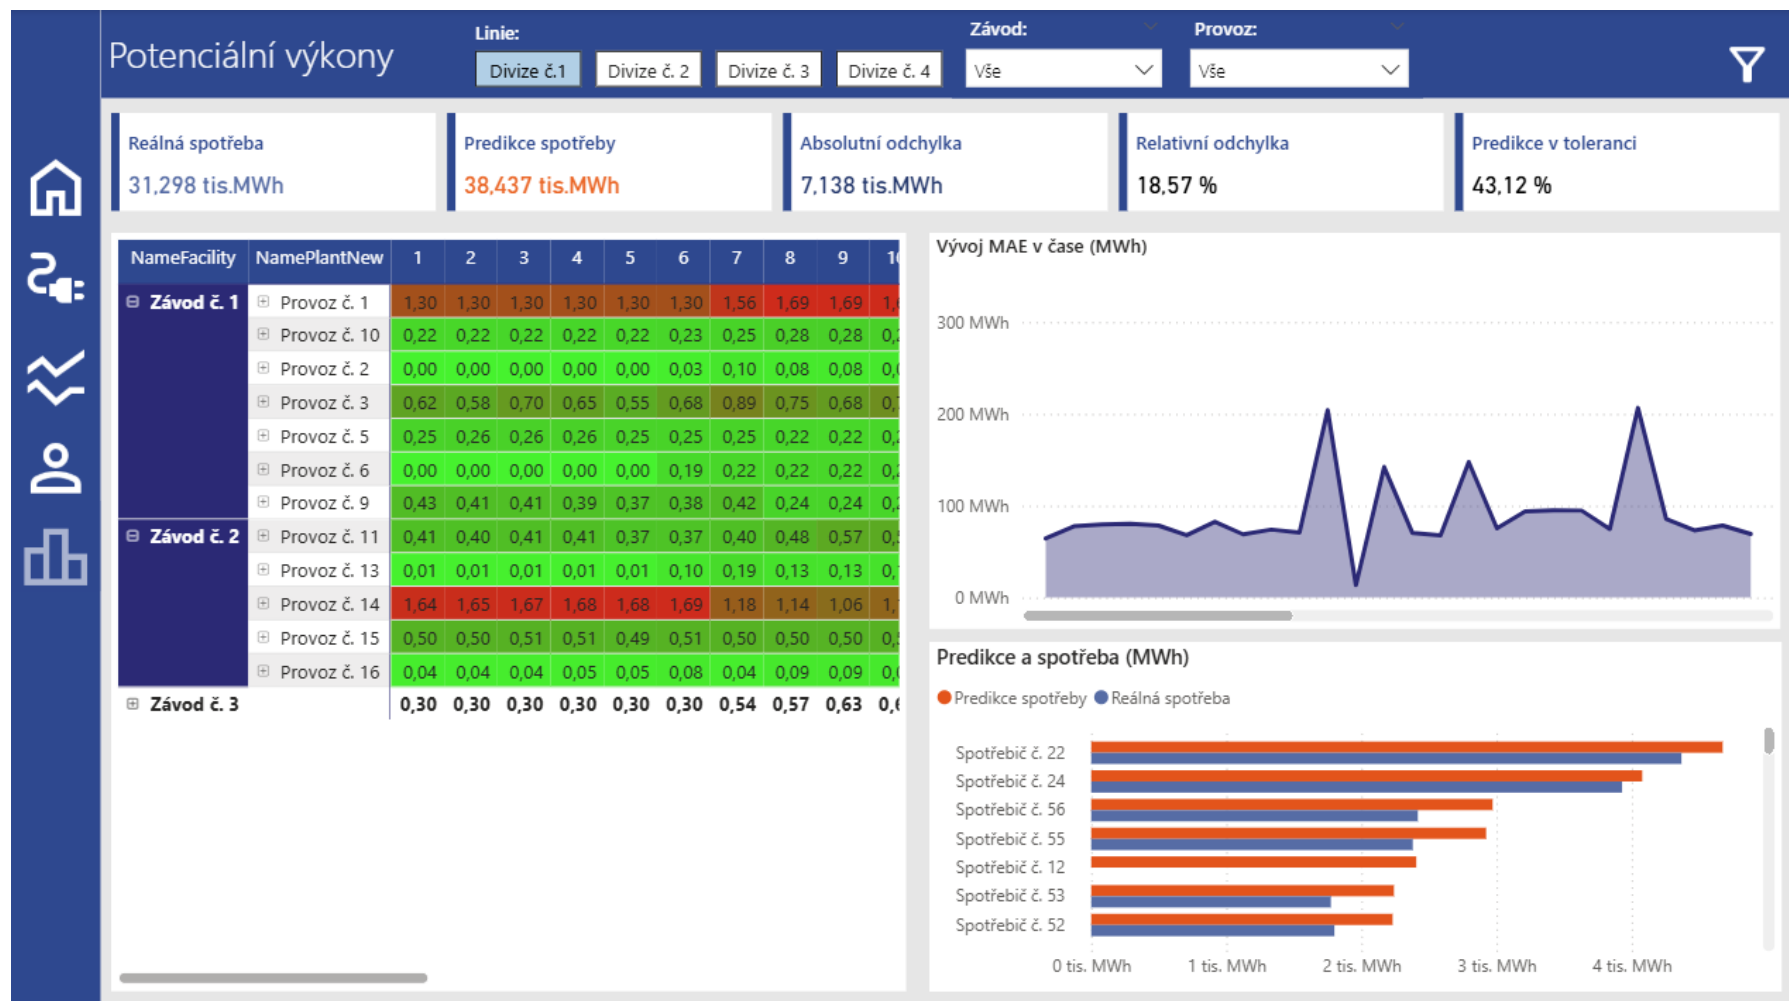 Potenciální výkony
Linie:
Divize č.1 Divize č. 2 Divize č. 3 Divize č. 4
Závod:
Vše
Provoz:
Vše
Reálná spotřeba
31,298 tis.MWh
Predikce spotřeby
38,437 tis.MWh
Absolutní odchylka
7,138 tis.MWh
Relativní odchylka
18,57 %
Predikce v toleranci
43,12 %
NameFacility NamePlantNew 1 2 3 4 5 6 7 8 9
Závod č. 1 Provoz č. 1 1,30 1,30 1,30 1,30 1,30 1,30 1,56 1,69 1,69
Provoz č. 10 0,22 0,22 0,22 0,22 0,22 0,23 0,25 0,28 0,28
Provoz č. 2 0,00 0,00 0,00 0,00 0,00 0,03 0,10 0,08 0,08
Provoz č. 3 0,62 0,58 0,70 0,65 0,55 0,68 0,89 0,75 0,68
Provoz č. 5 0,25 0,26 0,26 0,26 0,25 0,25 0,25 0,22 0,22
Provoz č. 6 0,00 0,00 0,00 0,00 0,00 0,19 0,22 0,22 0,22
Provoz č. 9 0,43 0,41 0,41 0,39 0,37 0,38 0,42 0,24 0,24
Závod č. 2 Provoz č. 11 0,41 0,40 0,41 0,41 0,37 0,37 0,40 0,48 0,57
Provoz č. 13 0,01 0,01 0,01 0,01 0,01 0,10 0,19 0,13 0,13
Provoz č. 14 1,64 1,65 1,67 1,68 1,68 1,69 1,18 1,14 1,06
Provoz č. 15 0,50 0,50 0,51 0,51 0,49 0,51 0,50 0,50 0,50
Provoz č. 16 0,04 0,04 0,04 0,05 0,05 0,08 0,04 0,09 0,09
Závod č. 3 0,30 0,30 0,30 0,30 0,30 0,30 0,54 0,57 0,63
Vývoj MAE v čase (MWh)
300 MWh
200 MWh
100 MWh
0 MWh
Predikce a spotřeba (MWh)
Predikce spotřeby Reálná spotřeba
Spotřebič č. 22
Spotřebič č. 24
Spotřebič č. 56
Spotřebič č. 55
Spotřebič č. 12
Spotřebič č. 53
Spotřebič č. 52
0 tis. MWh 1 tis. MWh 2 tis. MWh 3 tis. MWh 4 tis. MWh